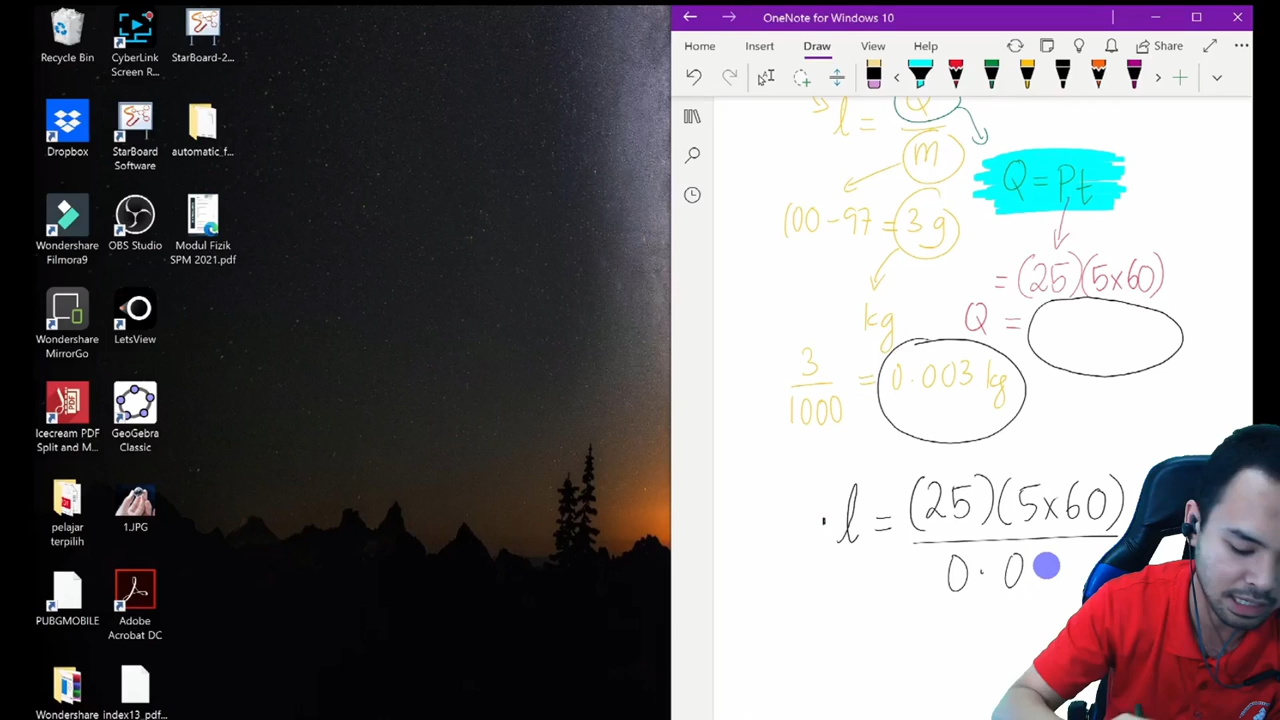 Recycle Bin
CyberLink Screen R...
StarBoard-2...
Dropbox
StarBoard Software
automatic_f...
Wondershare Filmora9
OBS Studio
Modul Fizik SPM 2021.pdf
Wondershare MirrorGo
LetsView
Icecream PDF Split and M...
GeoGebra Classic
pelajar terpilih
1.JPG
PUBGMOBILE
Adobe Acrobat DC
Wondershare
index13_pdf...
OneNote for Windows 10
Home Insert Draw View Help Share
l = Q
m
Q = Pt
100 - 97 = 3 g
= (25)(5x60)
kg
Q =
3
1000
= 0.003 kg
l = (25)(5x60)
0.0